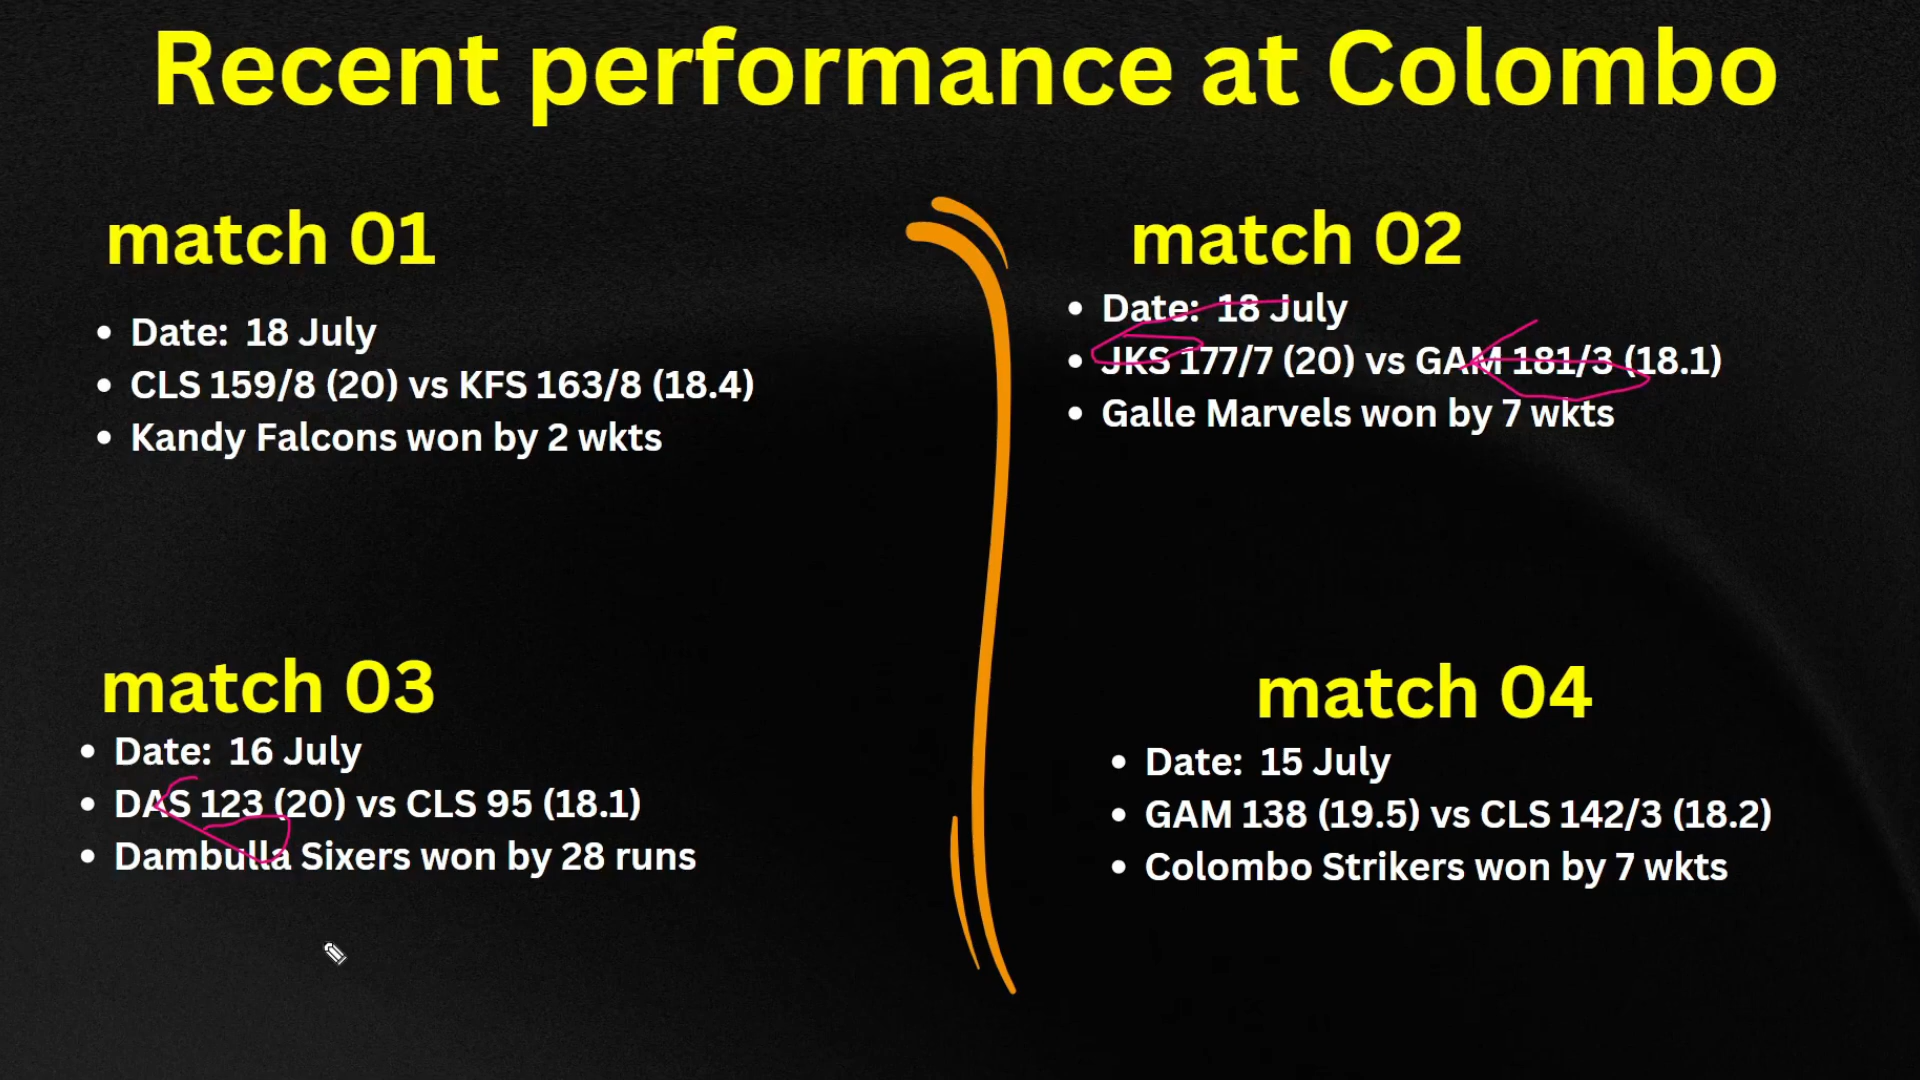 Recent performance at Colombo
match 01
• Date: 18 July
• CLS 159/8 (20) vs KFS 163/8 (18.4)
• Kandy Falcons won by 2 wkts
match 02
• Date: 18 July
• JKS 177/7 (20) vs GAM 181/3 (18.1)
• Galle Marvels won by 7 wkts
match 03
• Date: 16 July
• DAS 123 (20) vs CLS 95 (18.1)
• Dambulla Sixers won by 28 runs
match 04
• Date: 15 July
• GAM 138 (19.5) vs CLS 142/3 (18.2)
• Colombo Strikers won by 7 wkts